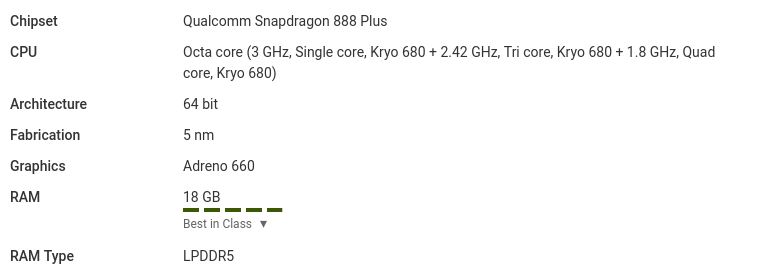 Chipset Qualcomm Snapdragon 888 Plus
CPU Octa core (3 GHz, Single core, Kryo 680 + 2.42 GHz, Tri core, Kryo 680 + 1.8 GHz, Quad
core, Kryo 680)
Architecture 64 bit
Fabrication 5 nm
Graphics Adreno 660
RAM 18 GB
Best in Class ▼
RAM Type LPDDR5